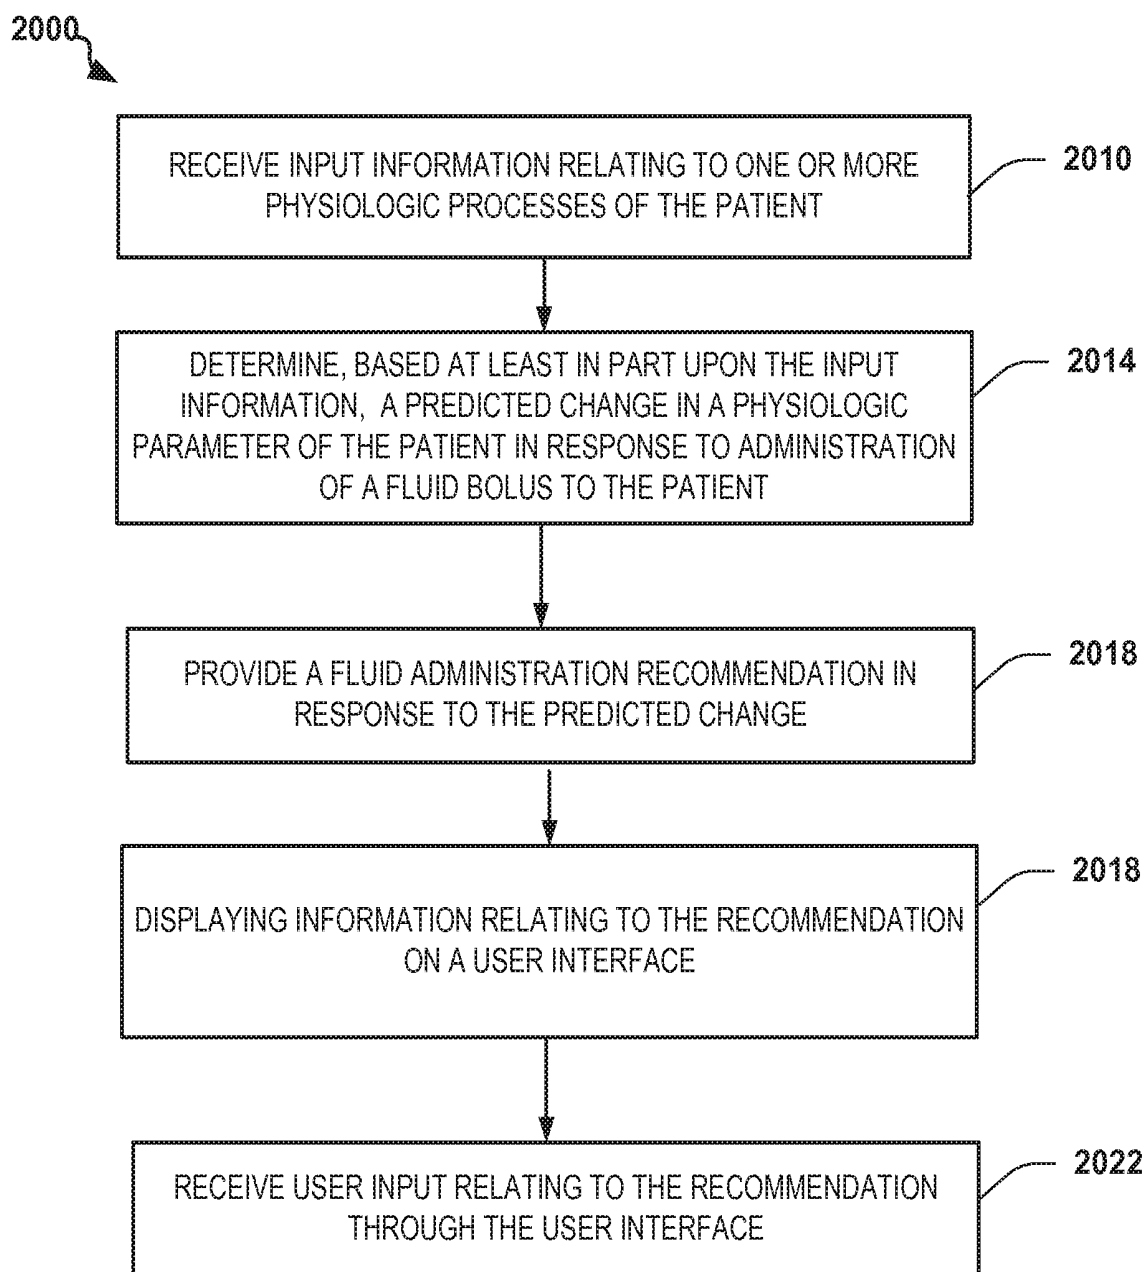 2000
RECEIVE INPUT INFORMATION RELATING TO ONE OR MORE
PHYSIOLOGIC PROCESSES OF THE PATIENT
2010
DETERMINE, BASED AT LEAST IN PART UPON THE INPUT
INFORMATION, A PREDICTED CHANGE IN A PHYSIOLOGIC
PARAMETER OF THE PATIENT IN RESPONSE TO ADMINISTRATION
OF A FLUID BOLUS TO THE PATIENT
2014
PROVIDE A FLUID ADMINISTRATION RECOMMENDATION IN
RESPONSE TO THE PREDICTED CHANGE
2018
DISPLAYING INFORMATION RELATING TO THE RECOMMENDATION
ON A USER INTERFACE
2018
RECEIVE USER INPUT RELATING TO THE RECOMMENDATION
THROUGH THE USER INTERFACE
2022